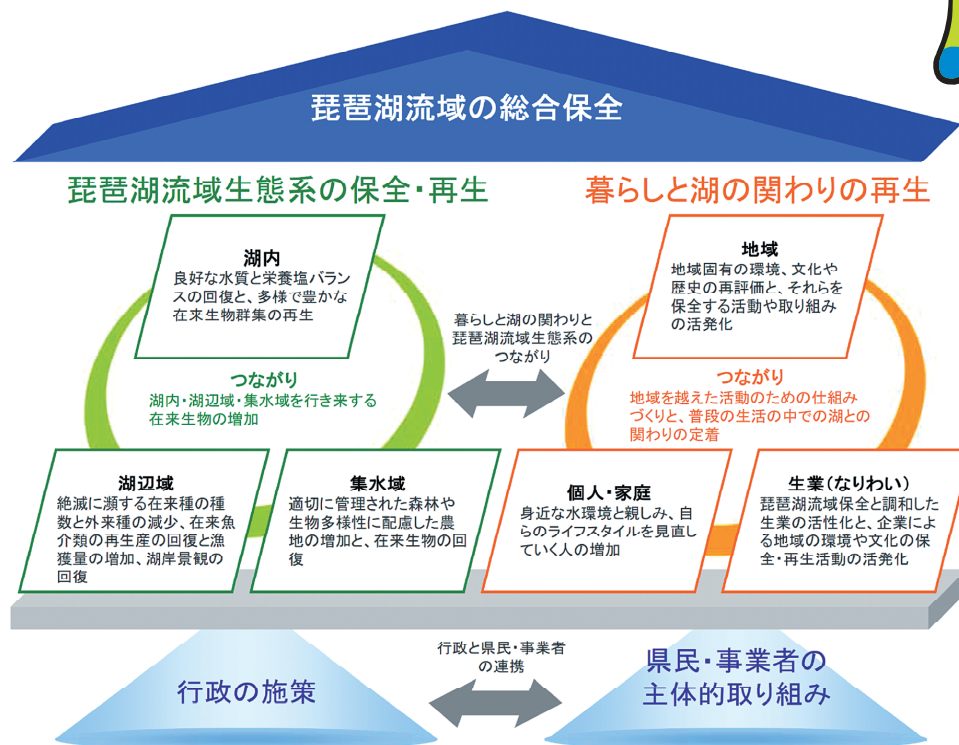 琵琶湖流域の総合保全
琵琶湖流域生態系の保全・再生
暮らしと湖の関わりの再生
湖内
良好な水質と栄養塩バラン
スの回復と、多様で豊かな
在来生物群集の再生
つながり
湖内・湖辺域・集水域を行き来する
在来生物の増加
湖辺域
絶滅に瀕する在来種の種
数と外来種の減少、在来魚
介類の再生産の回復と漁
獲量の増加、湖岸景観の
回復
集水域
適切に管理された森林や
生物多様性に配慮した農
地の増加と、在来生物の回
復
暮らしと湖の関わりと
琵琶湖流域生態系の
つながり
地域
地域固有の環境、文化や
歴史の再評価と、それらを
保全する活動や取り組み
の活発化
つながり
地域を越えた活動のための仕組み
づくりと、普段の生活の中での湖との
関わりの定着
個人・家庭
身近な水環境と親しみ、自
らのライフスタイルを見直し
ていく人の増加
生業(なりわい)
琵琶湖流域保全と調和した
生業の活性化と、企業によ
る地域の環境や文化の保
全・再生活動の活発化
行政の施策
行政と県民・事業者
の連携
県民・事業者の
主体的取り組み